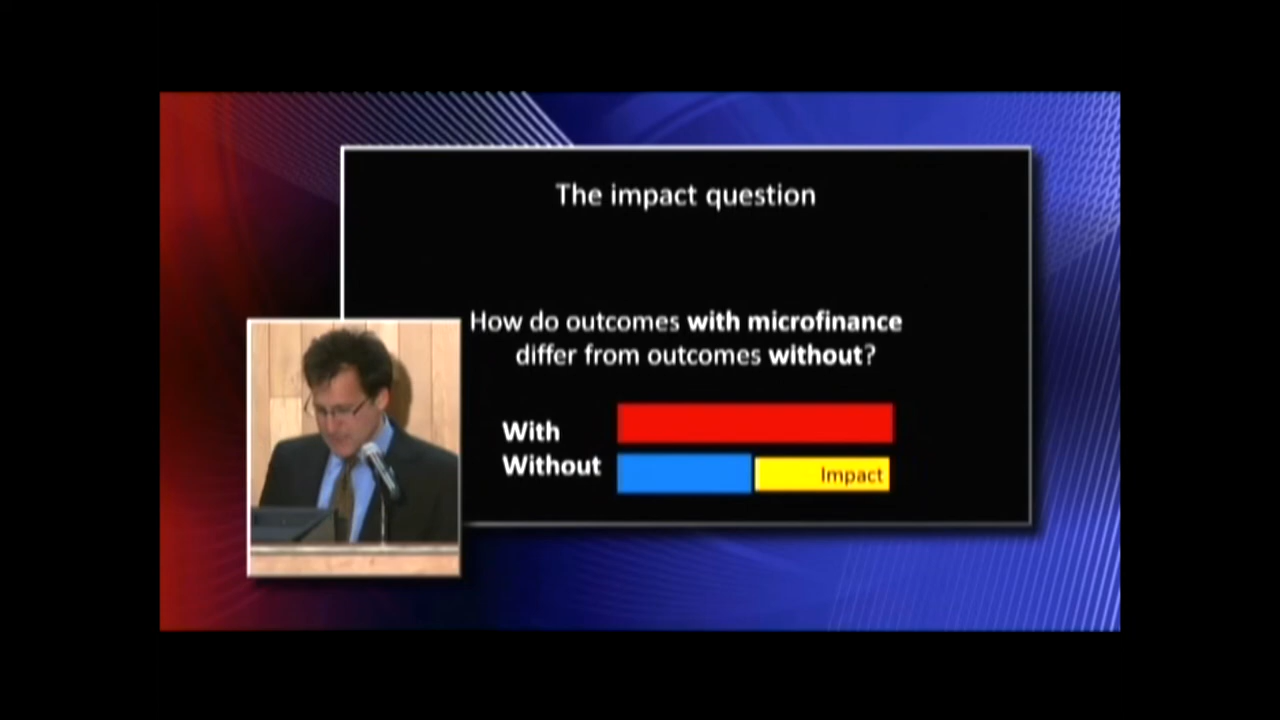 The impact question
How do outcomes with microfinance
differ from outcomes without?
With
Without
Impact